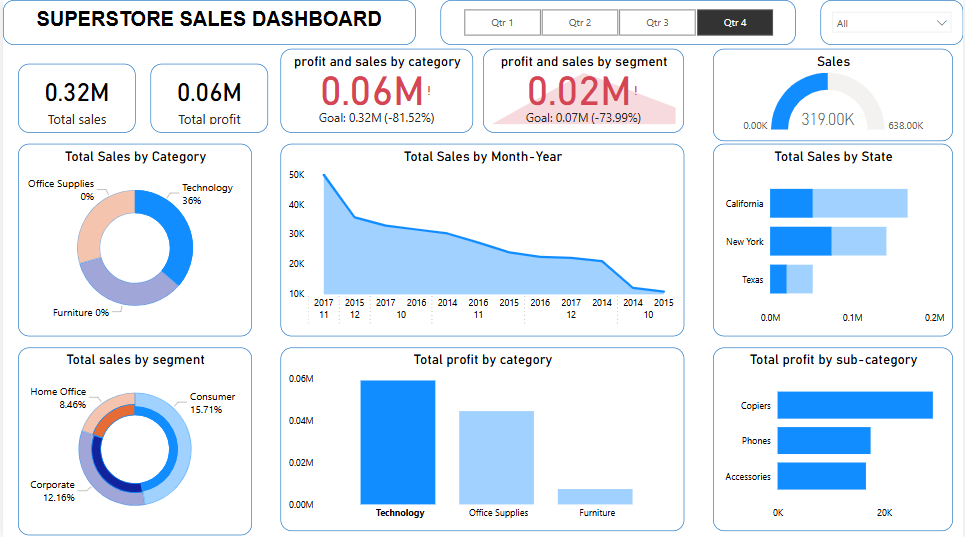 SUPERSTORE SALES DASHBOARD
Qtr 1
Qtr 2
Qtr 3
Qtr 4
All
0.32M
Total sales
0.06M
Total profit
profit and sales by category
0.06M!
Goal: 0.32M (-81.52%)
profit and sales by segment
0.02M!
Goal: 0.07M (-73.99%)
Sales
319.00K
0.00K
638.00K
Total Sales by Category
Office Supplies
0%
Technology
36%
Furniture 0%
Total Sales by Month-Year
50K
40K
30K
20K
10K
2017 2015 2017 2016 2014 2016 2015 2016 2017 2014 2014 2015
11 12 10 11 12 10
Total Sales by State
California
New York
Texas
0.0M 0.1M 0.2M
Total sales by segment
Home Office
8.46%
Consumer
15.71%
Corporate
12.16%
Total profit by category
0.06M
0.04M
0.02M
0.00M
Technology Office Supplies Furniture
Total profit by sub-category
Copiers
Phones
Accessories
0K 20K